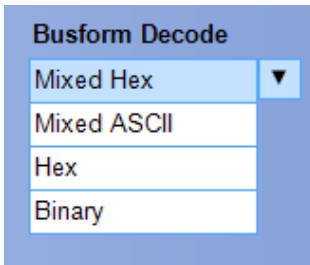 Busform Decode
Mixed Hex
Mixed ASCII
Hex
Binary